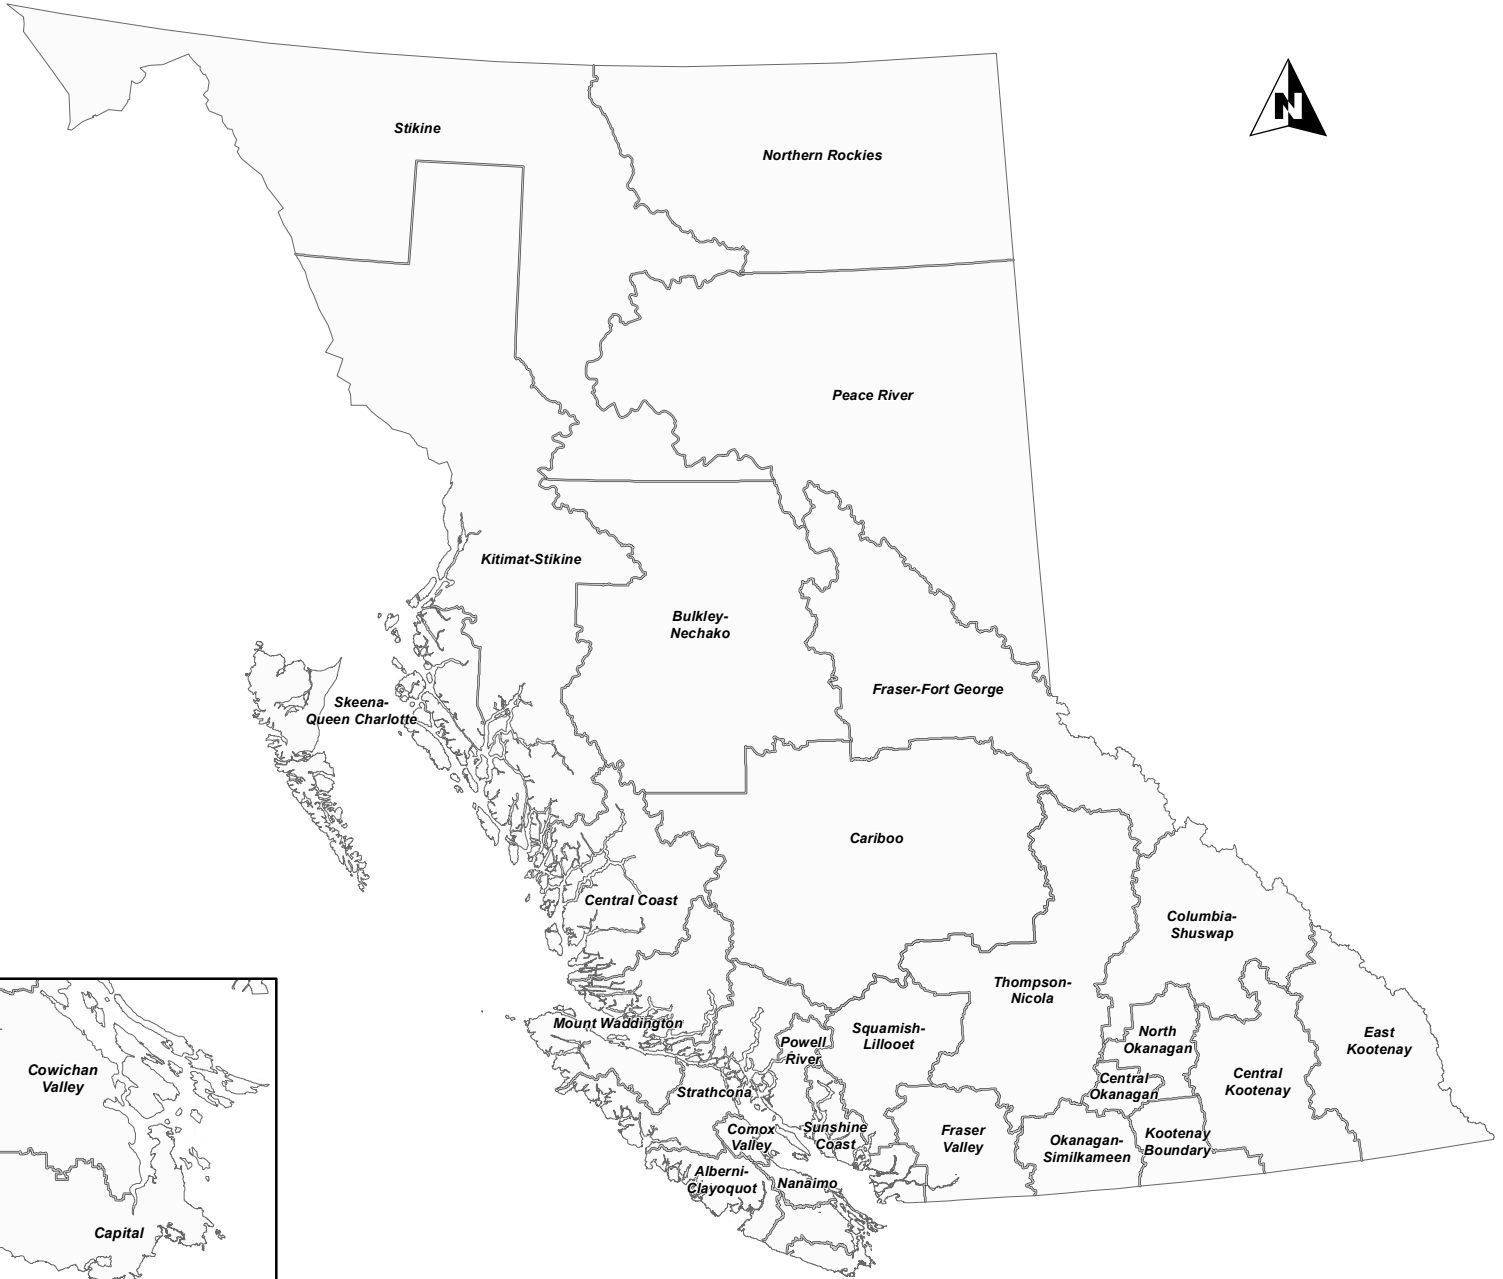 N
Stikine
Northern Rockies
Peace River
Kitimat-Stikine
Bulkley-
Nechako
Fraser-Fort George
Skeena-
Queen Charlotte
Cariboo
Central Coast
Columbia-
Shuswap
Thompson-
Nicola
Mount Waddington
Squamish-
Lillooet
Powell
River
North
Okanagan
East
Kootenay
Central
Kootenay
Central
Okanagan
Strathcona
Comox
Valley
Sunshine
Coast
Fraser
Valley
Okanagan-
Similkameen
Kootenay
Boundary
Alberni-
Clayoquot
Nanaimo
Cowichan
Valley
Capital